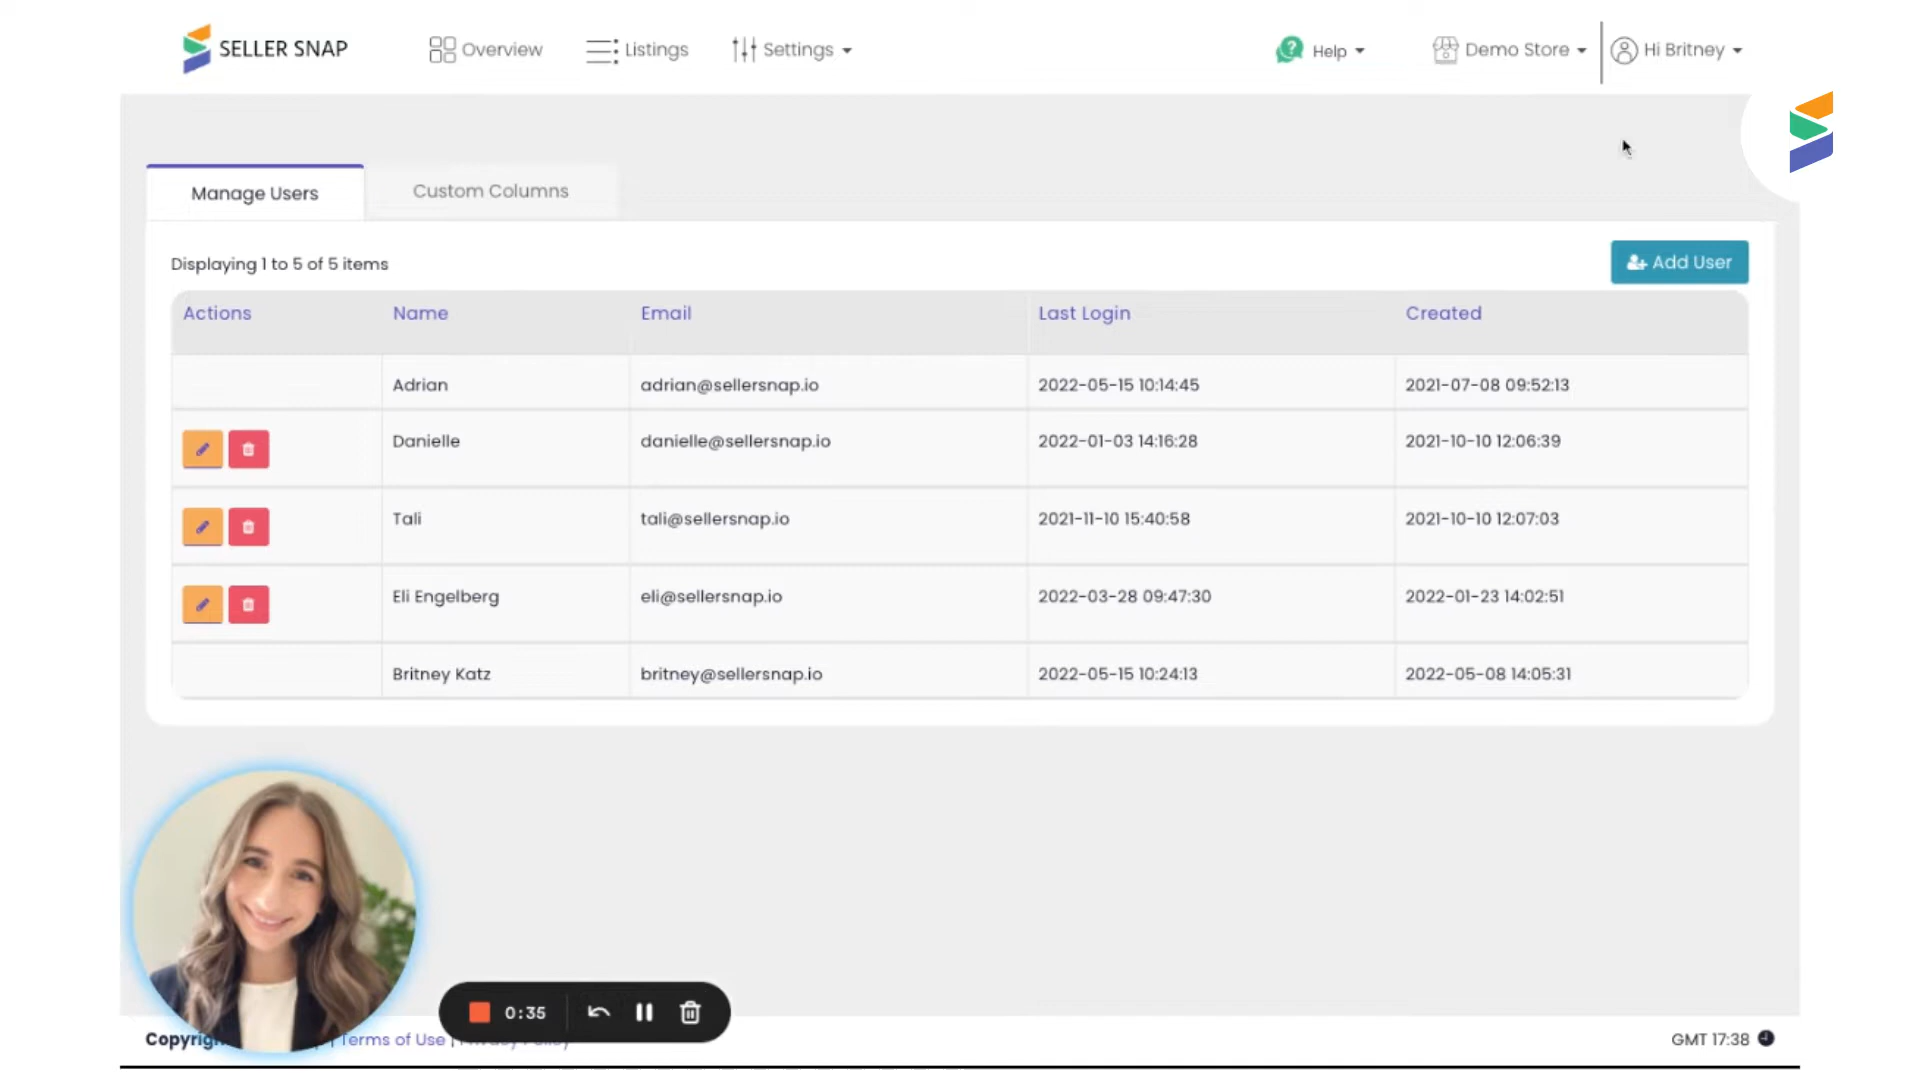 SELLER SNAP
Overview
Listings
Settings
Help
Demo Store
Hi Britney
Manage Users
Custom Columns
Displaying 1 to 5 of 5 items
Add User
Actions Name Email Last Login Created
Adrian adrian@sellersnap.io 2022-05-15 10:14:45 2021-07-08 09:52:13
Danielle danielle@sellersnap.io 2022-01-03 14:16:28 2021-10-10 12:06:39
Tali tali@sellersnap.io 2021-11-10 15:40:58 2021-10-10 12:07:03
Eli Engelberg eli@sellersnap.io 2022-03-28 09:47:30 2022-01-23 14:02:51
Britney Katz britney@sellersnap.io 2022-05-15 10:24:13 2022-05-08 14:05:31
0:35
Terms of Use |
GMT 17:38